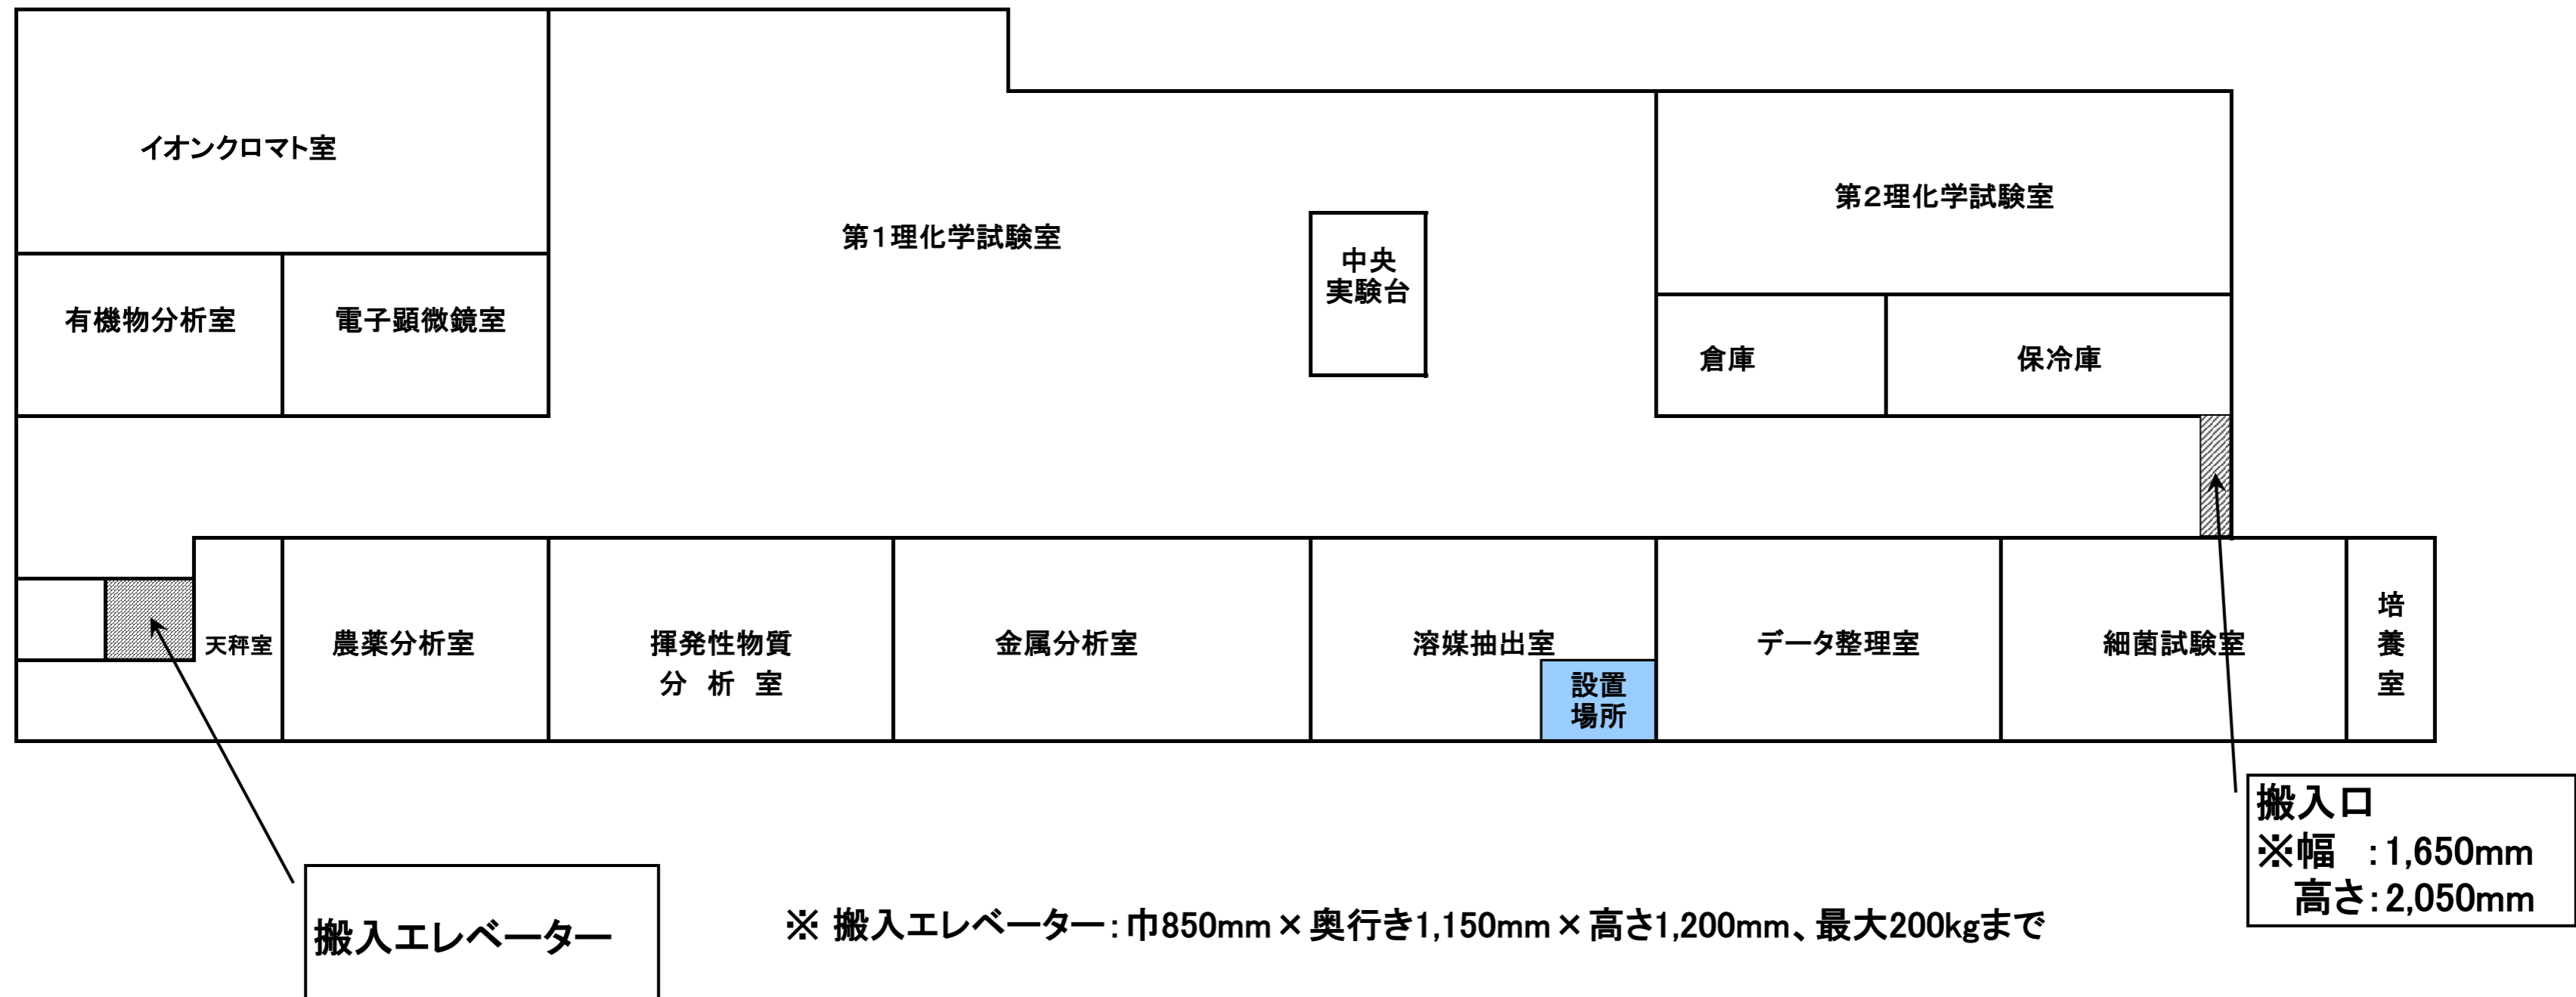 イオンクロマト室
第2理化学試験室
第1理化学試験室
中央
実験台
有機物分析室
電子顕微鏡室
倉庫
保冷庫
天秤室
農薬分析室
揮発性物質
分 析 室
金属分析室
溶媒抽出室
設置
場所
データ整理室
細菌試験室
培
養
室
搬入口
※幅 :1,650mm
高さ:2,050mm
搬入エレベーター
※ 搬入エレベーター:巾850mm×奥行き1,150mm×高さ1,200mm、最大200kgまで